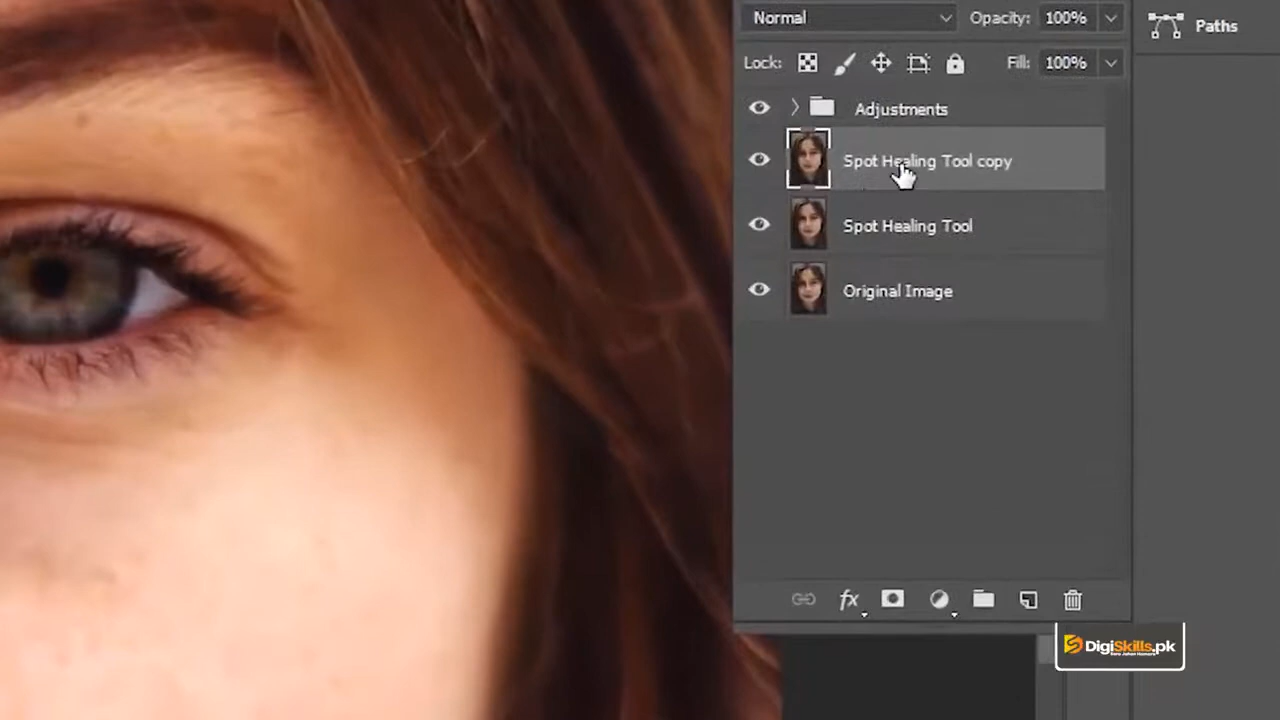 Normal
Opacity: 100%
Paths
Lock:
Fill: 100%
Adjustments
Spot Healing Tool copy
Spot Healing Tool
Original Image
fx
DigiSkills.pk